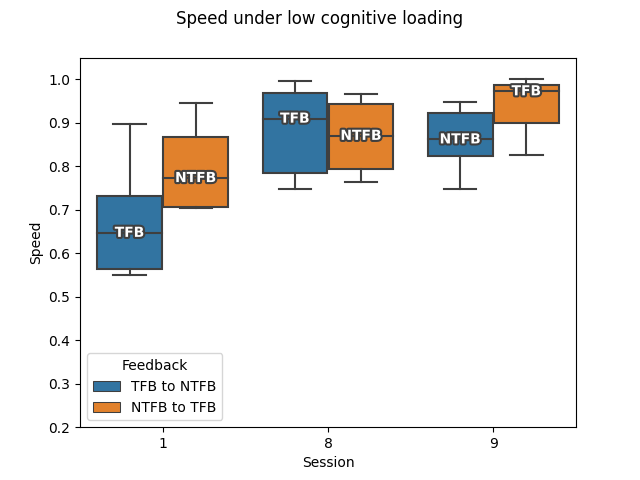 Speed under low cognitive loading
Speed
1.0
0.9
0.8
0.7
0.6
0.5
0.4
0.3
0.2
TFB
NTFB
TFB
NTFB
NTFB
TFB
Feedback
TFB to NTFB
NTFB to TFB
1 8 9
Session